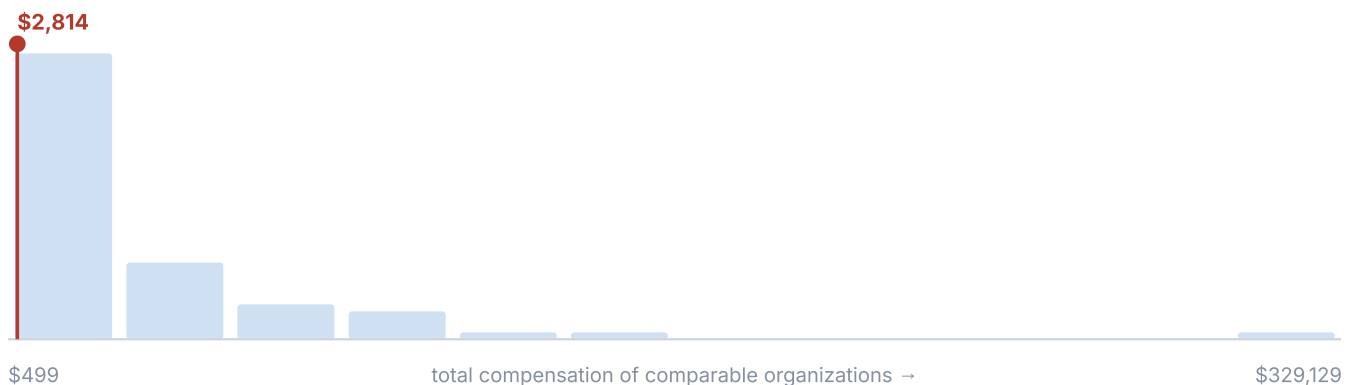 $2,814
$499 total compensation of comparable organizations → $329,129